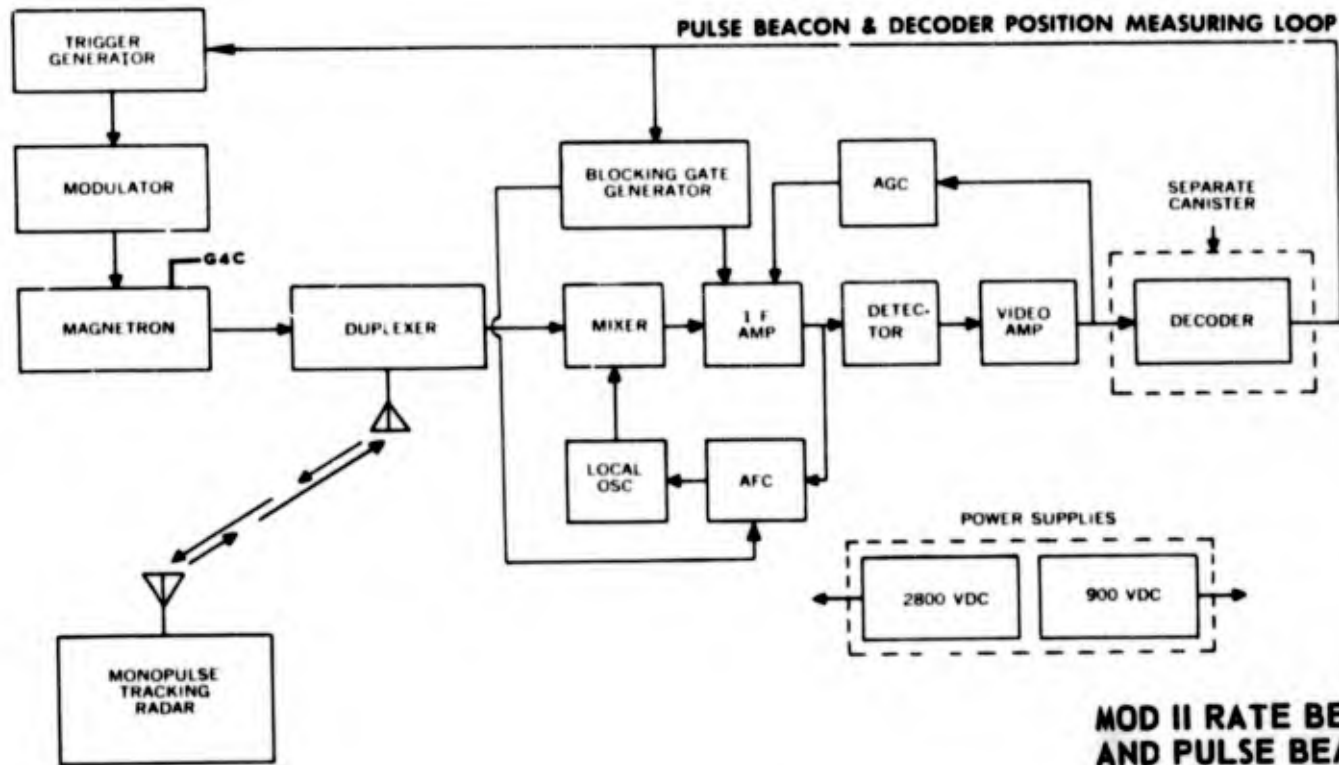 PULSE BEACON & DECODER POSITION MEASURING LOOP
TRIGGER
GENERATOR
MODULATOR
G4C
MAGNETRON
DUPLEXER
BLOCKING GATE
GENERATOR
AGC
SEPARATE
CANISTER
MIXER
I F
AMP
DETEC-
TOR
VIDEO
AMP
DECODER
LOCAL
OSC
AFC
POWER SUPPLIES
2800 VDC
900 VDC
MONOPULSE
TRACKING
RADAR
MOD II RATE BE
AND PULSE BEA